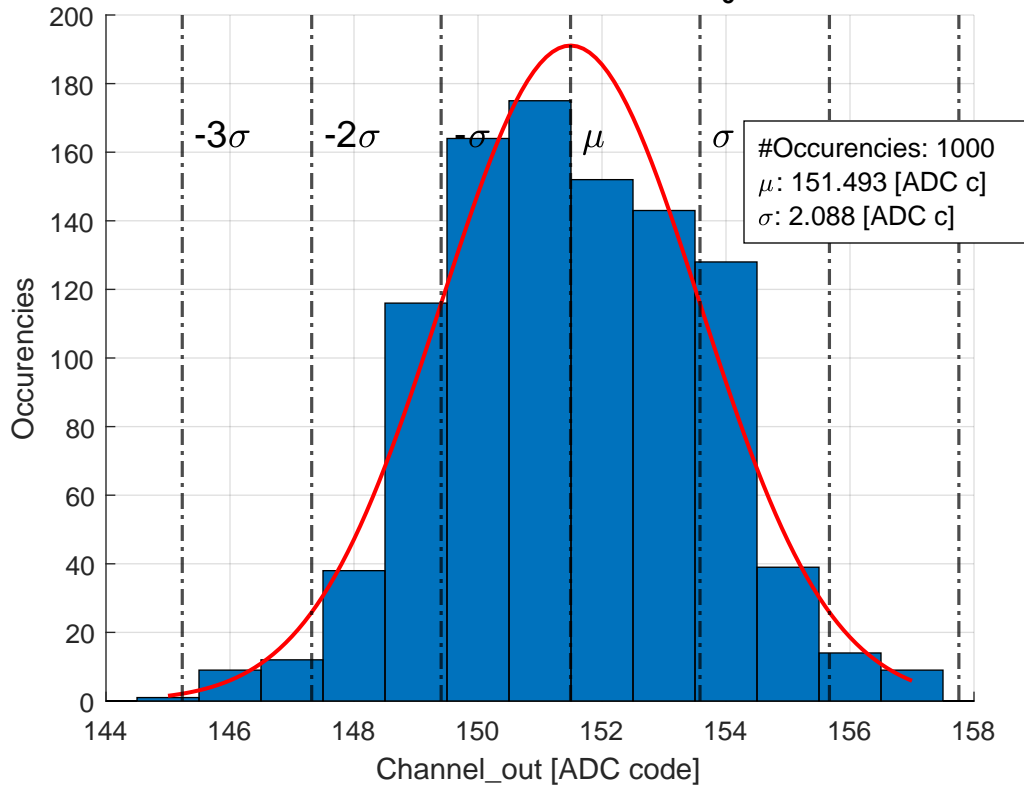 200
180
160
140
120
100
80
60
40
20
0
Occurencies
-3σ
-2σ
-σ
μ
σ
#Occurencies: 1000
μ: 151.493 [ADC c]
σ: 2.088 [ADC c]
144 146 148 150 152 154 156 158
Channel_out [ADC code]